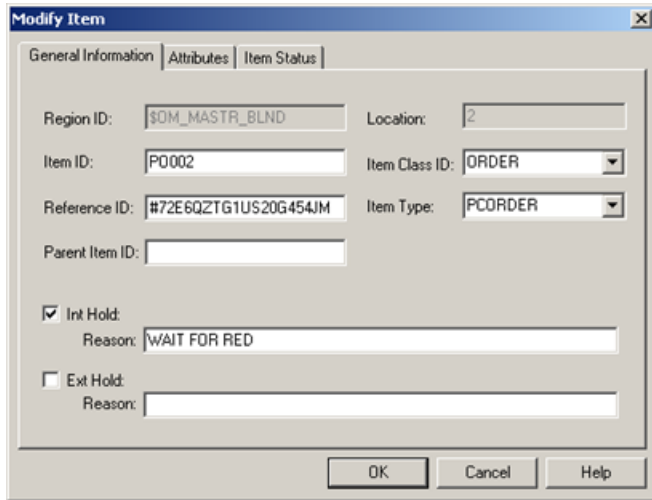 Modify Item
General Information Attributes Item Status
Region ID: $OM_MASTR_BLND Location: 2
Item ID: PO002 Item Class ID: ORDER
Reference ID: #72E6QZTG1US20G454JM Item Type: PCORDER
Parent Item ID:
Int Hold:
Reason: WAIT FOR RED
Ext Hold:
Reason:
OK Cancel Help